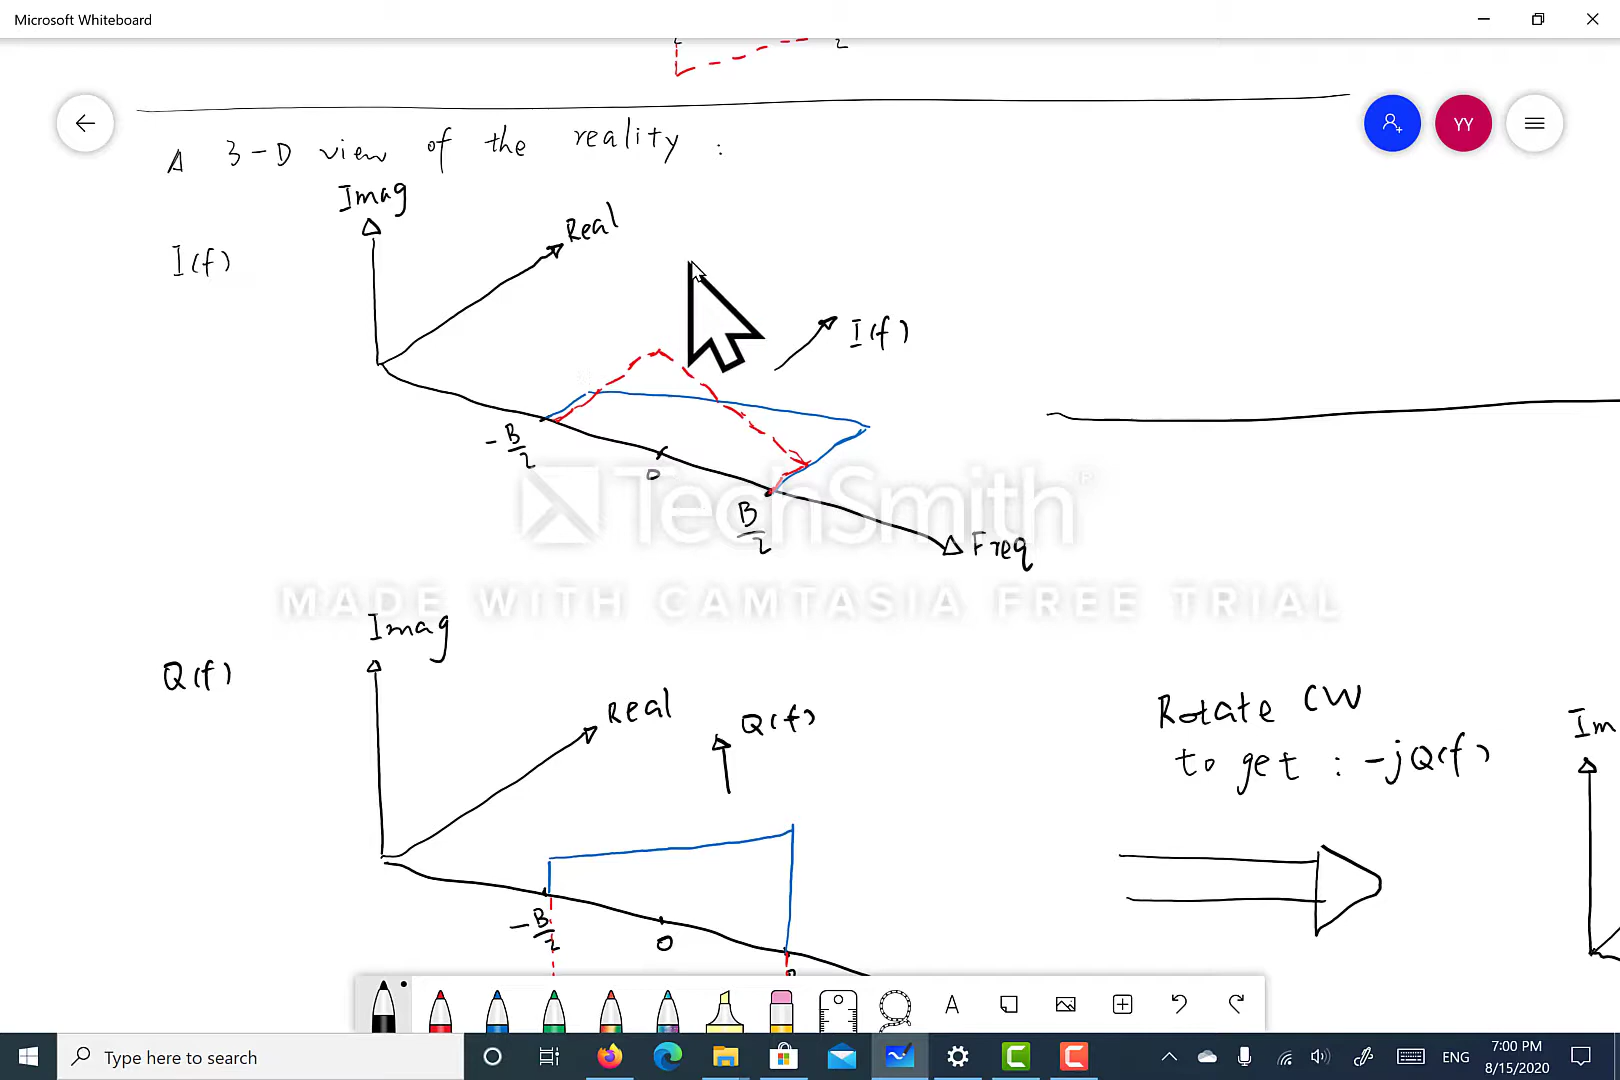 Microsoft Whiteboard
2
A 3-D view of the reality :
YY
Imag
Real
I(f)
I(f)
-B/2
0
B/2
Freq
TechSmith
MADE WITH CAMTASIA FREE TRIAL
Imag
Q(f)
Real
Q(f)
Rotate CW
to get : -jQ(f)
Im
-B/2
0
A
Type here to search
ENG
7:00 PM
8/15/2020